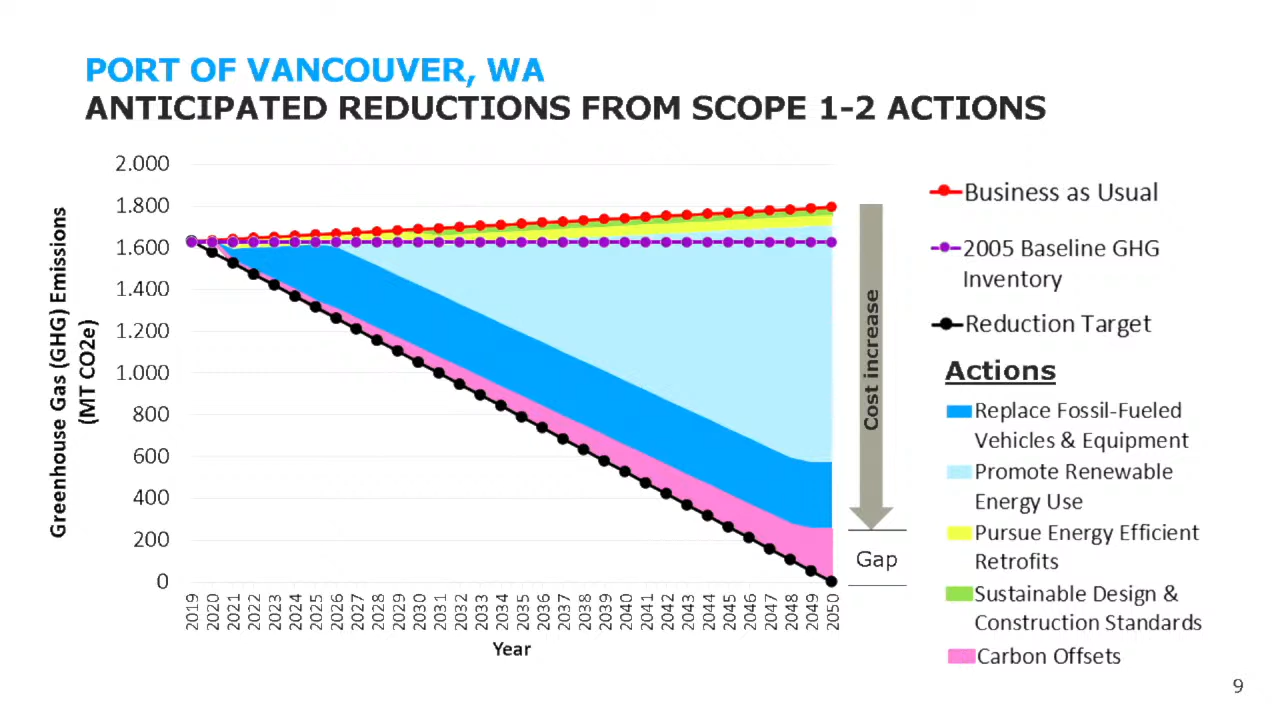 PORT OF VANCOUVER, WA
ANTICIPATED REDUCTIONS FROM SCOPE 1-2 ACTIONS
Greenhouse Gas (GHG) Emissions
(MT CO2e)
2.000
1.800
1.600
1.400
1.200
1.000
800
600
400
200
0
2019 2020 2021 2022 2023 2024 2025 2026 2027 2028 2029 2030 2031 2032 2033 2034 2035 2036 2037 2038 2039 2040 2041 2042 2043 2044 2045 2046 2047 2048 2049 2050
Year
Cost increase
Gap
Business as Usual
2005 Baseline GHG
Inventory
Reduction Target
Actions
Replace Fossil-Fueled
Vehicles & Equipment
Promote Renewable
Energy Use
Pursue Energy Efficient
Retrofits
Sustainable Design &
Construction Standards
Carbon Offsets
9